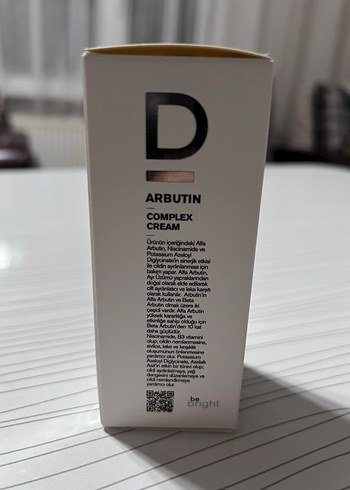 D
ARBUTIN
COMPLEX
CREAM
Ürünün içeriğindeki Alfa
Arbutin, Niacinamide ve
Potassium Azeloyl
Diglycinate'in sinerjik etkisi
ile cildin aydınlanması için
bakım yapar. Alfa Arbutin,
Ayı Üzümü yapraklarından
doğal olarak elde edilerek
cilt aydınlatıcı ve leke karşıtı
olarak kullanılır. Arbutin'in
Alfa Arbutin ve Beta
Arbutin olmak üzere iki
çeşidi vardır. Alfa Arbutin
yüksek kararlılığa ve
etkinliğe sahip olduğu için
Beta Arbutin'den 10 kat
daha güçlüdür.
Niacinamide, B3 vitamini
olup; cildin nemlenmesine,
sivilce, leke ve kırışıklık
oluşumunun önlenmesine
yardımcı olur. Potassium
Azeloyl Diglycinate, Azelaik
Asit'in etkin bir türevi olup;
cildi aydınlatmaya, yağ
dengesini düzenlemeye ve
cildi nemlendirmeye
yardımcı olur.
be
bright